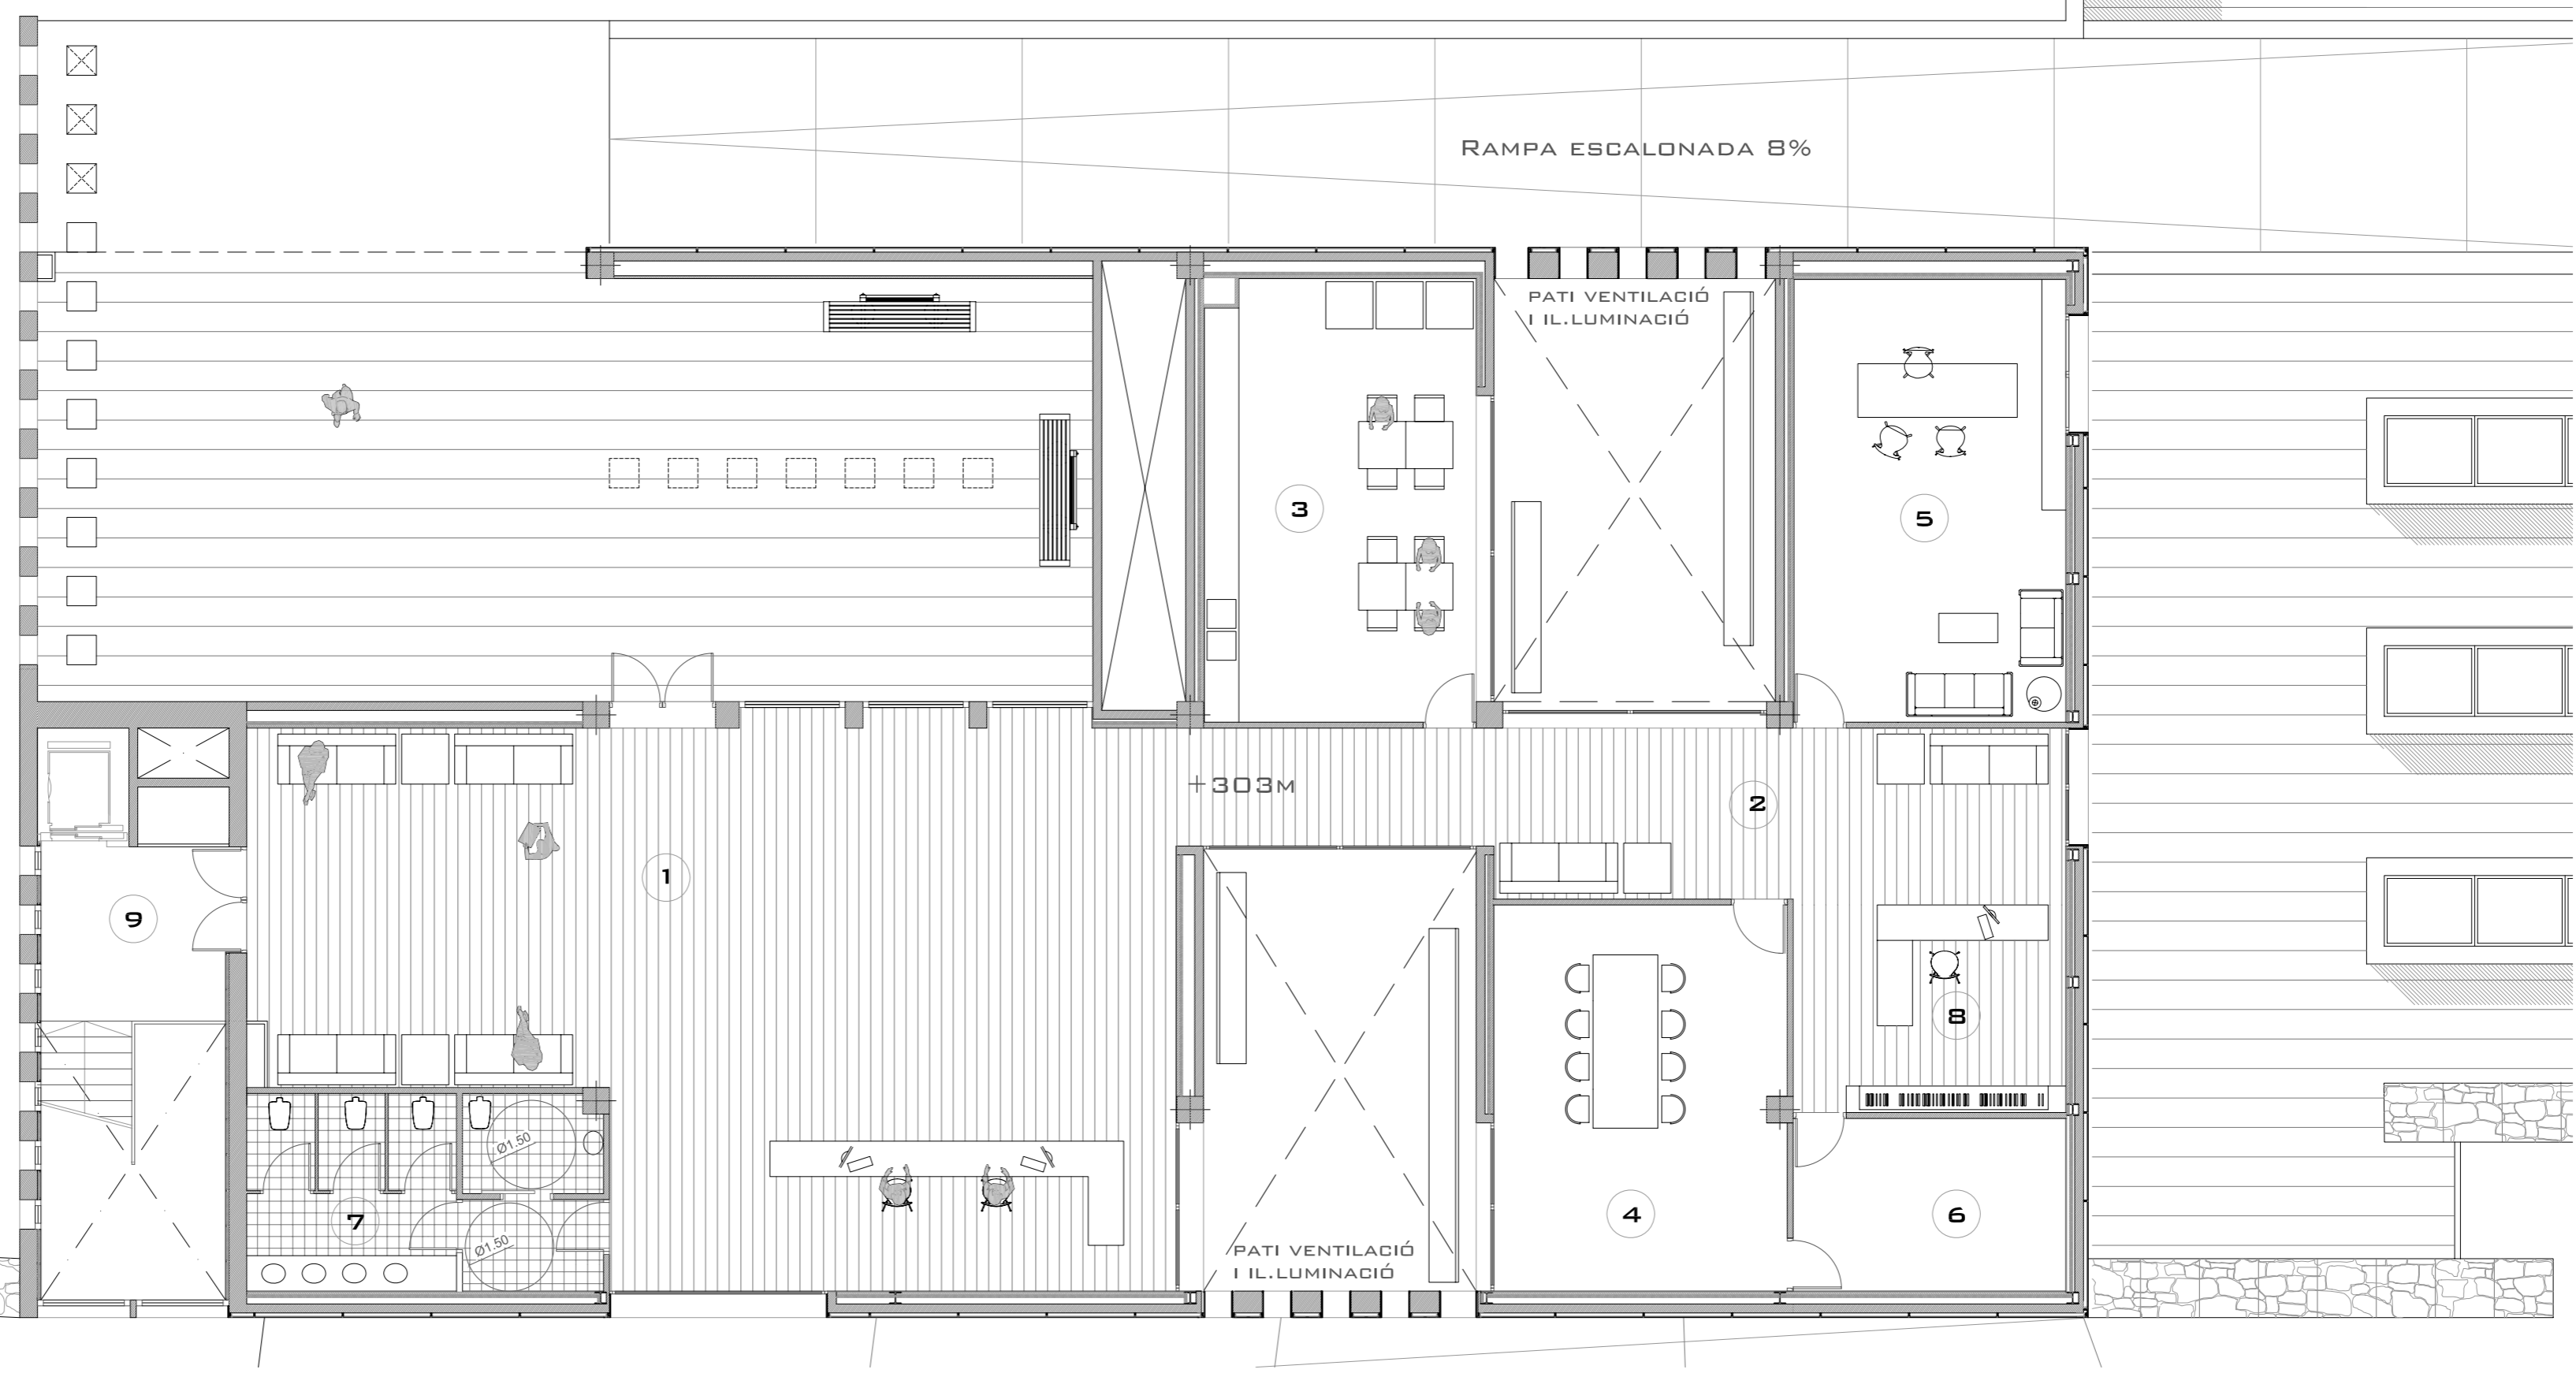 RAMPA ESCALONADA 8%
PATI VENTILACIÓ
I IL.LUMINACIÓ
3
5
+303M
2
1
9
8
Ø1.50
7
Ø1.50
4
6
PATI VENTILACIÓ
I IL.LUMINACIÓ